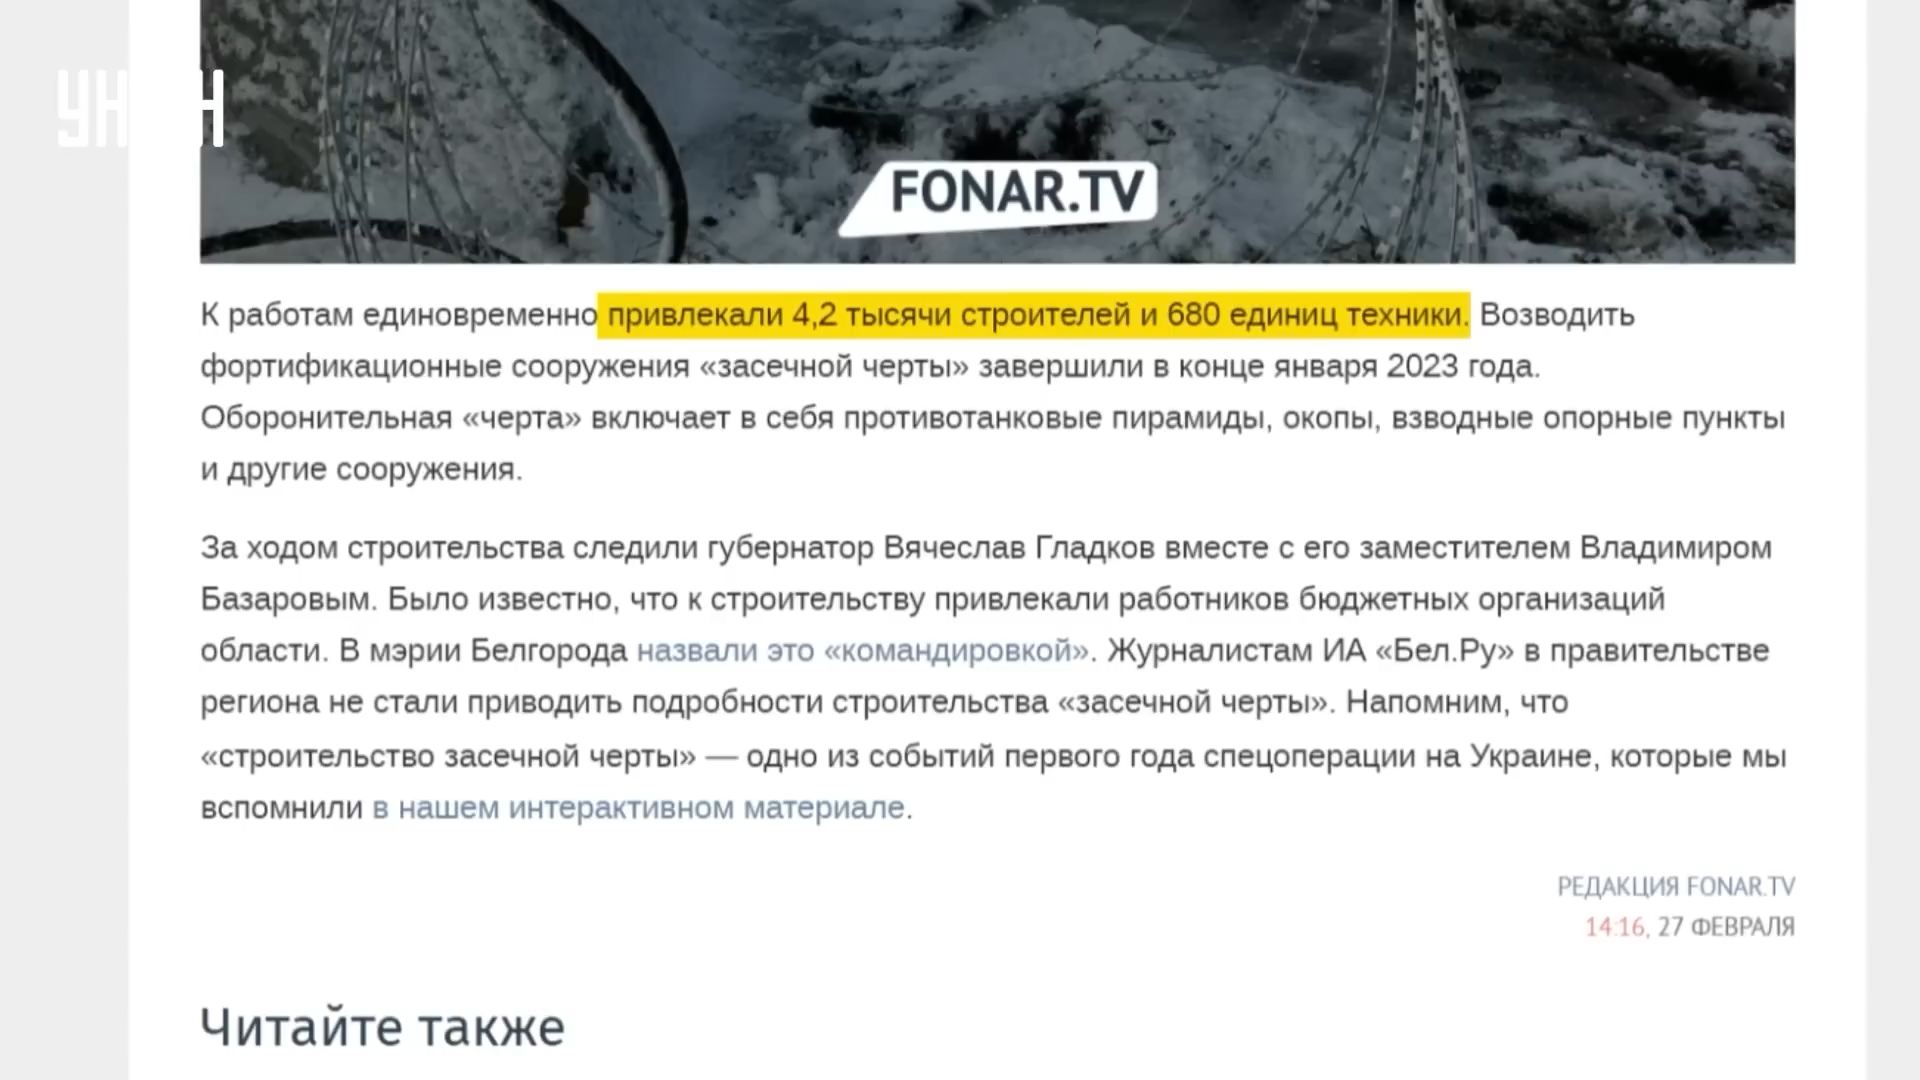 УНІАН
FONAR.TV
К работам единовременно привлекали 4,2 тысячи строителей и 680 единиц техники. Возводить
фортификационные сооружения «засечной черты» завершили в конце января 2023 года.
Оборонительная «черта» включает в себя противотанковые пирамиды, окопы, взводные опорные пункты
и другие сооружения.
За ходом строительства следили губернатор Вячеслав Гладков вместе с его заместителем Владимиром
Базаровым. Было известно, что к строительству привлекали работников бюджетных организаций
области. В мэрии Белгорода назвали это «командировкой». Журналистам ИА «Бел.Ру» в правительстве
региона не стали приводить подробности строительства «засечной черты». Напомним, что
«строительство засечной черты» — одно из событий первого года спецоперации на Украине, которые мы
вспомнили в нашем интерактивном материале.
РЕДАКЦИЯ FONAR.TV
14:16, 27 ФЕВРАЛЯ
Читайте также